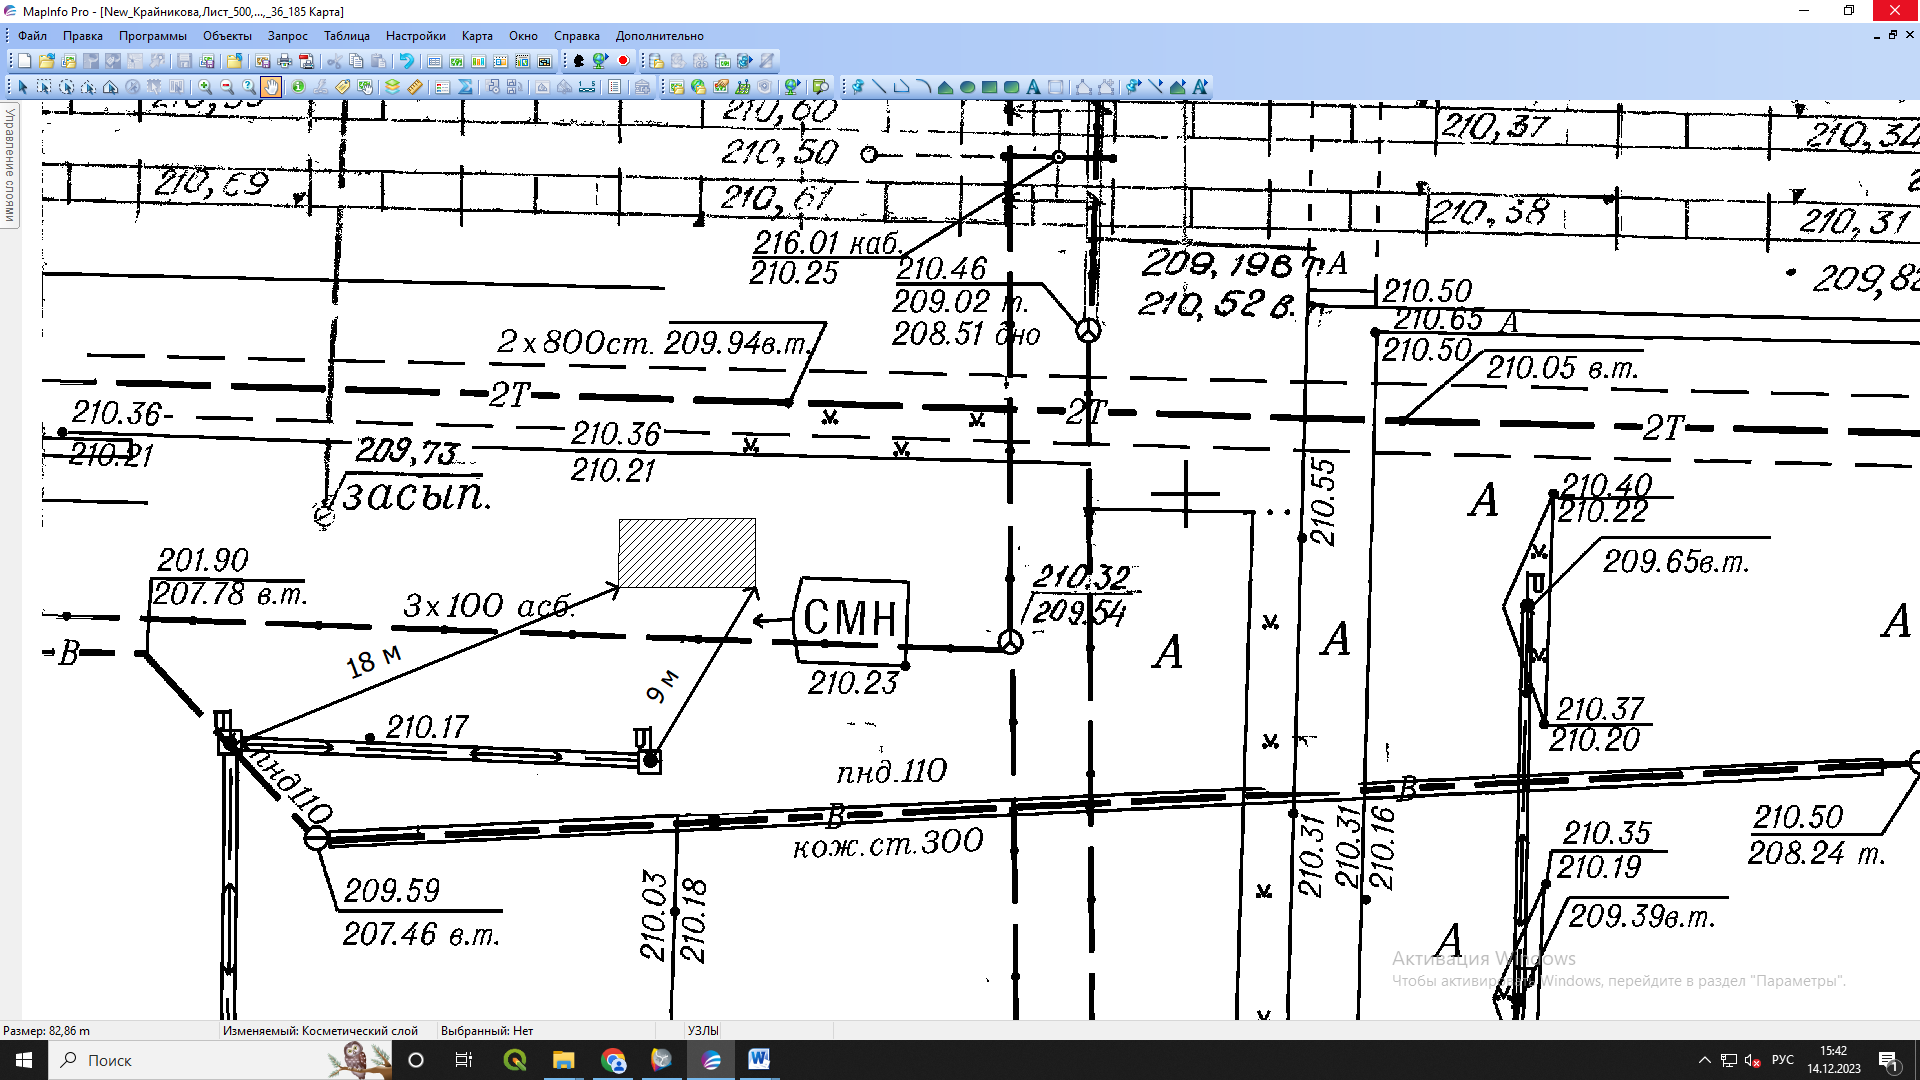 MapInfo Pro - [New_Крайникова,Лист_500,...,_36_185 Карта]
Файл Правка Программы Объекты Запрос Таблица Настройки Карта Окно Справка Дополнительно
Управление слоями
210,60
210,37
210,34
210,50
210,69
210,61
210,38
210,31
216.01 каб.
210.25
210.46
209.02 т.
208.51 дно
209,19в т.А
210,52 в.
209,82
210.50
210.65 А
210.50
210.05 в.т.
2х800ст. 209.94в.т.
2Т
2Т
2Т
210.36
210.21
209,73
засып.
210.36
210.21
210.55
А
210.40
210.22
201.90
207.78 в.т.
3х100 асб.
СМН
210.32
209.54
209.65в.т.
А
А
А
В
18 м
9 м
210.23
210.17
210.37
210.20
пнд110
пнд.110
В
В
кож.ст.300
210.31
210.31
210.16
210.50
208.24 т.
210.35
210.19
209.59
207.46 в.т.
210.03
210.18
209.39в.т.
А
Активация Windows
Чтобы активировать Windows, перейдите в раздел "Параметры".
Размер: 82,86 m Изменяемый: Косметический слой Выбранный: Нет УЗЛЫ
Поиск
РУС
15:42
14.12.2023
1